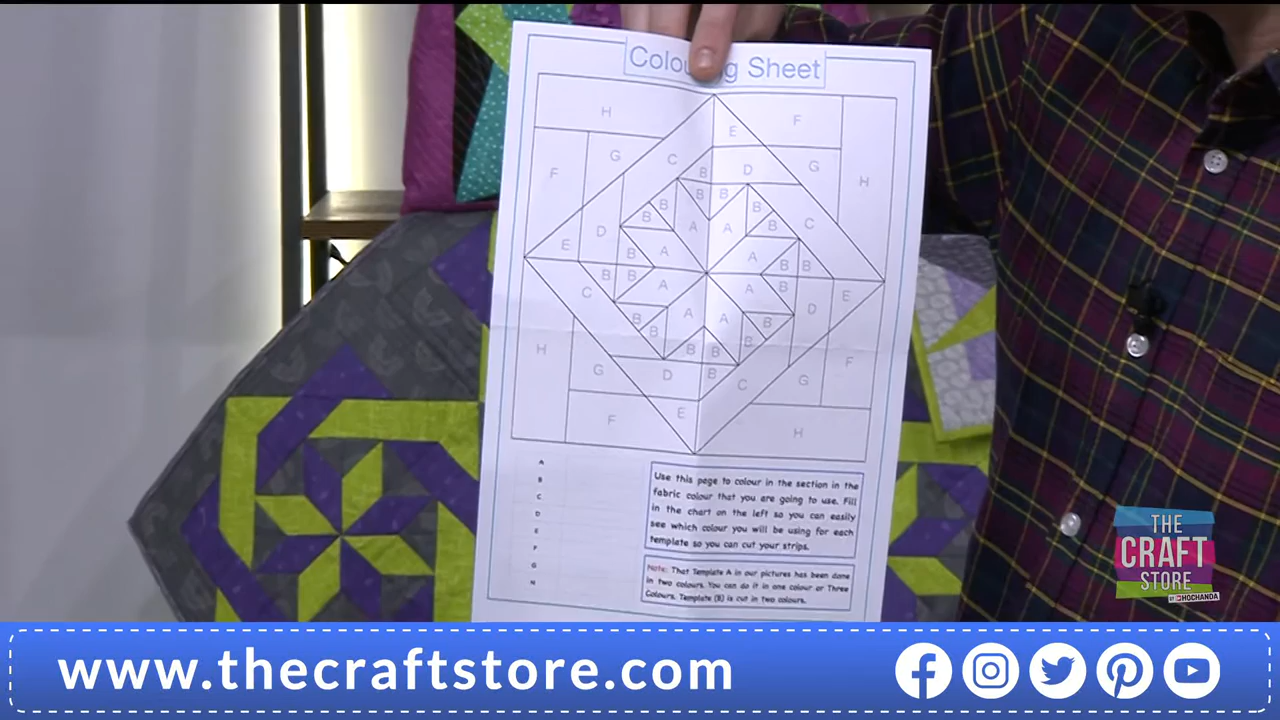 Colou g Sheet
H
E
F
G
C
B
D
G
H
F
B
B
B
B
B
A
A
B
C
D
E
B
A
A
B
B
B
B
C
A
A
B
D
E
B
B
A
A
B
B
B
B
H
G
D
B
C
G
F
F
E
H
A
B
C
D
E
F
G
H
Use this page to colour in the section in the
fabric colour that you are going to use. Fill
in the chart on the left so you can easily
see which colour you will be using for each
template so you can cut your strips.
Note: That Template A in our pictures has been done
in two colours. You can do it in one colour or Three
Colours. Template (B) is cut in two colours.
THE
CRAFT
STORE
BY HOCHANDA
www.thecraftstore.com